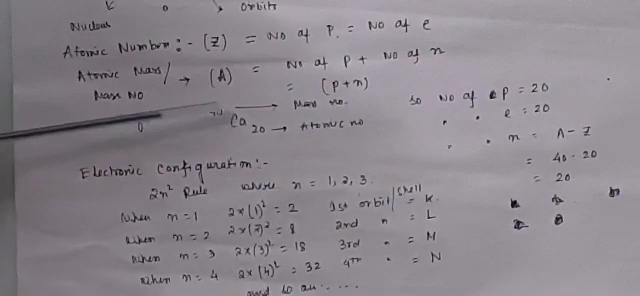 K
o
Orbits
Nucleus
Atomic Number :- (Z) = No of P. = No of e
Atomic Mass/ → (A) = No of P + No of n
Mass No = (P+n)
→ Mass no.
Ca 20 → Atomic no
so No of P = 20
" " e = 20
" " n = A-Z
= 40-20
= 20
Electronic Configuration :-
2n² Rule where n = 1, 2, 3.
When n=1 2×(1)² = 2 1st orbit/shell = K.
When n = 2 2×(2)² = 8 2nd " = L
When n = 3 2×(3)² = 18 3rd " = M
When n = 4 2×(4)² = 32 4th " = N
and so on.....